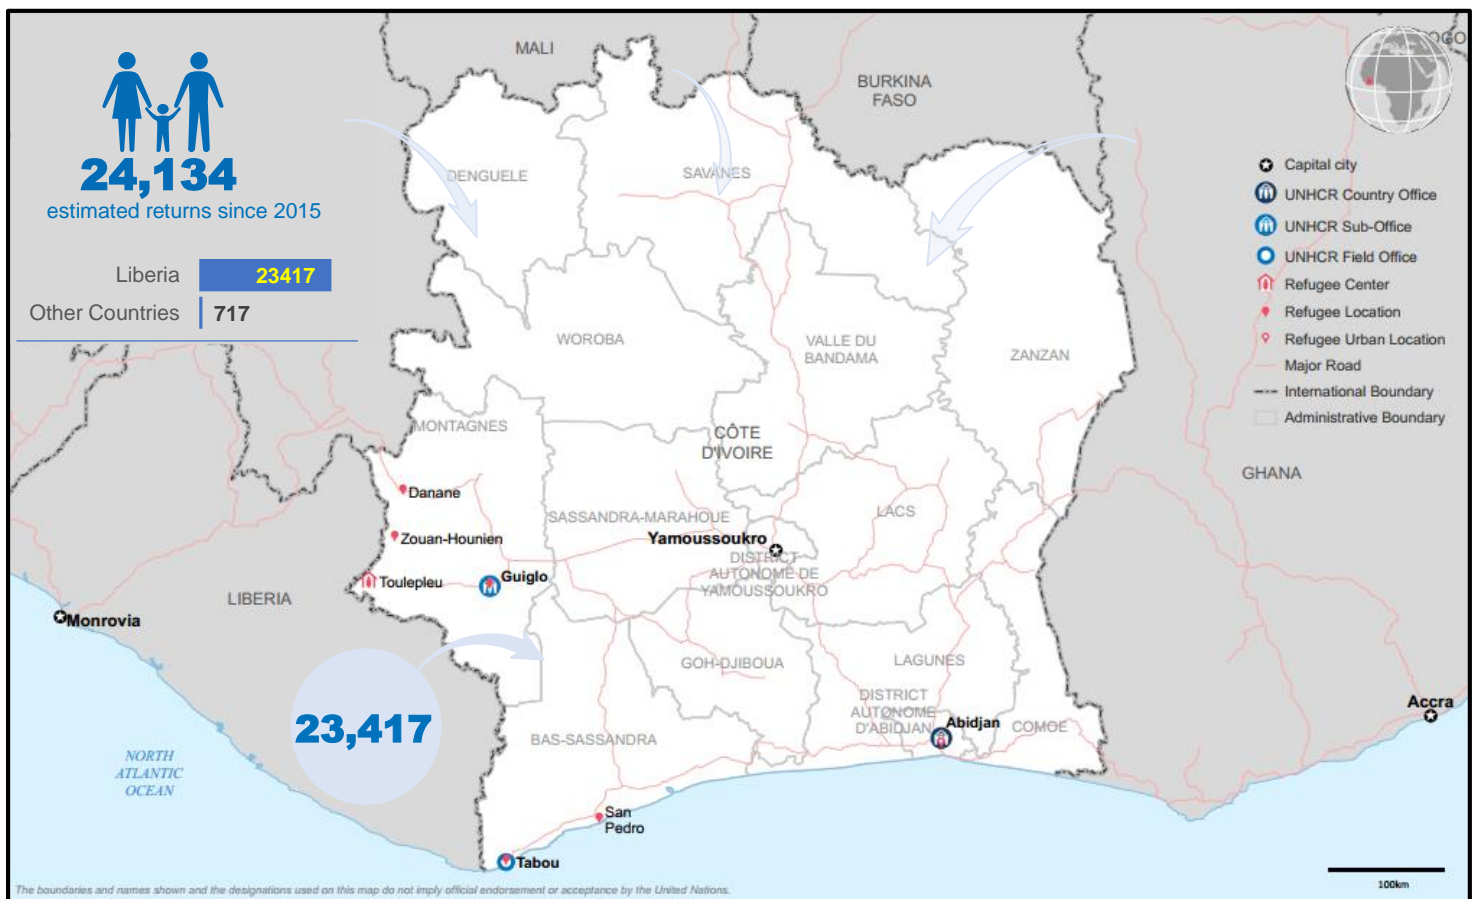 24,134
estimated returns since 2015
Liberia 23417
Other Countries 717
MALI
BURKINA
FASO
OGO
Capital city
UNHCR Country Office
UNHCR Sub-Office
UNHCR Field Office
Refugee Center
Refugee Location
Refugee Urban Location
Major Road
International Boundary
Administrative Boundary
DENGUELE
SAVANES
WOROBA
VALLE DU
BANDAMA
ZANZAN
MONTAGNES
CÔTE
D'IVOIRE
GHANA
Danane
SASSANDRA-MARAHOUE
LACS
Zouan-Hounien
Yamoussoukro
DISTRICT
AUTONOME DE
YAMOUSSOUKRO
Toulepleu
Guiglo
LIBERIA
Monrovia
GOH-DJIBOUA
LAGUNES
23,417
DISTRICT
AUTONOME
D'ABIDJAN
Abidjan
COMOE
Accra
BAS-SASSANDRA
NORTH
ATLANTIC
OCEAN
San
Pedro
Tabou
100km
The boundaries and names shown and the designations used on this map do not imply official endorsement or acceptance by the United Nations.